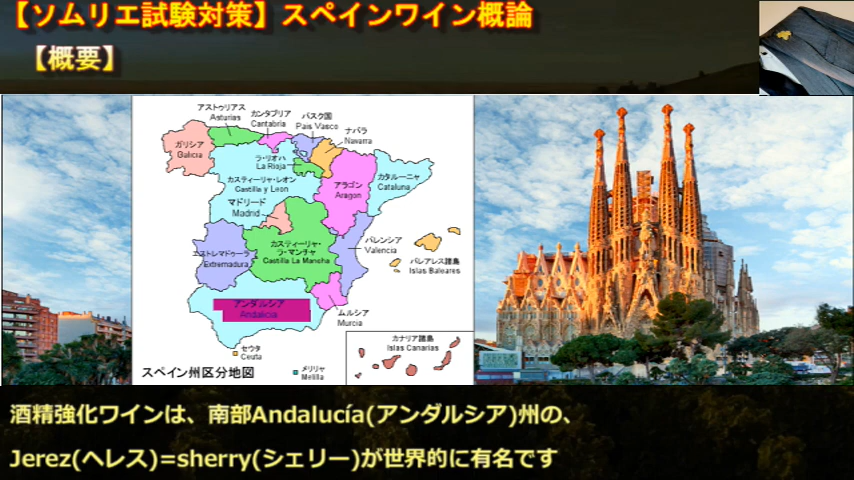 【ソムリエ試験対策】スペインワイン概論
【概要】
アストゥリアス
Asturias
カンタブリア
Cantabria
バスク国
Pais Vasco
ナバラ
Navarra
ガリシア
Galicia
ラ・リオハ
La Rioja
カスティーリャ・レオン
Castilla y Leon
アラゴン
Aragon
カタルーニャ
Cataluna
マドリード
Madrid
エストレマドゥーラ
Extremadura
カスティーリャ・
ラ・マンチャ
Castilla La Mancha
バレンシア
Valencia
バレアレス諸島
Islas Baleares
アンダルシア
Andalicia
ムルシア
Murcia
セウタ
Ceuta
メリリャ
Melilla
カナリア諸島
Islas Canarias
スペイン州区分地図
酒精強化ワインは、南部Andalucía(アンダルシア)州の、
Jerez(ヘレス)=sherry(シェリー)が世界的に有名です